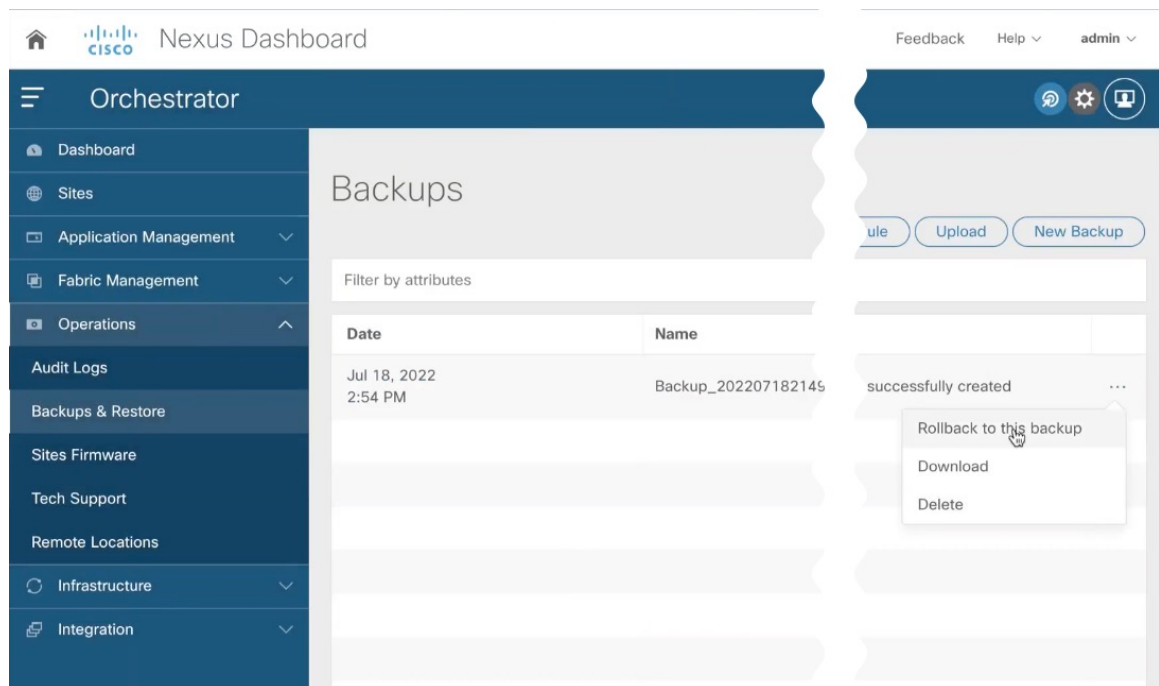 CISCO Nexus Dashboard Feedback Help admin
Orchestrator
Dashboard
Sites
Application Management
Fabric Management
Operations
Audit Logs
Backups & Restore
Sites Firmware
Tech Support
Remote Locations
Infrastructure
Integration
Backups
ule Upload New Backup
Filter by attributes
Date Name
Jul 18, 2022
2:54 PM
Backup_202207182149 successfully created ...
Rollback to this backup
Download
Delete